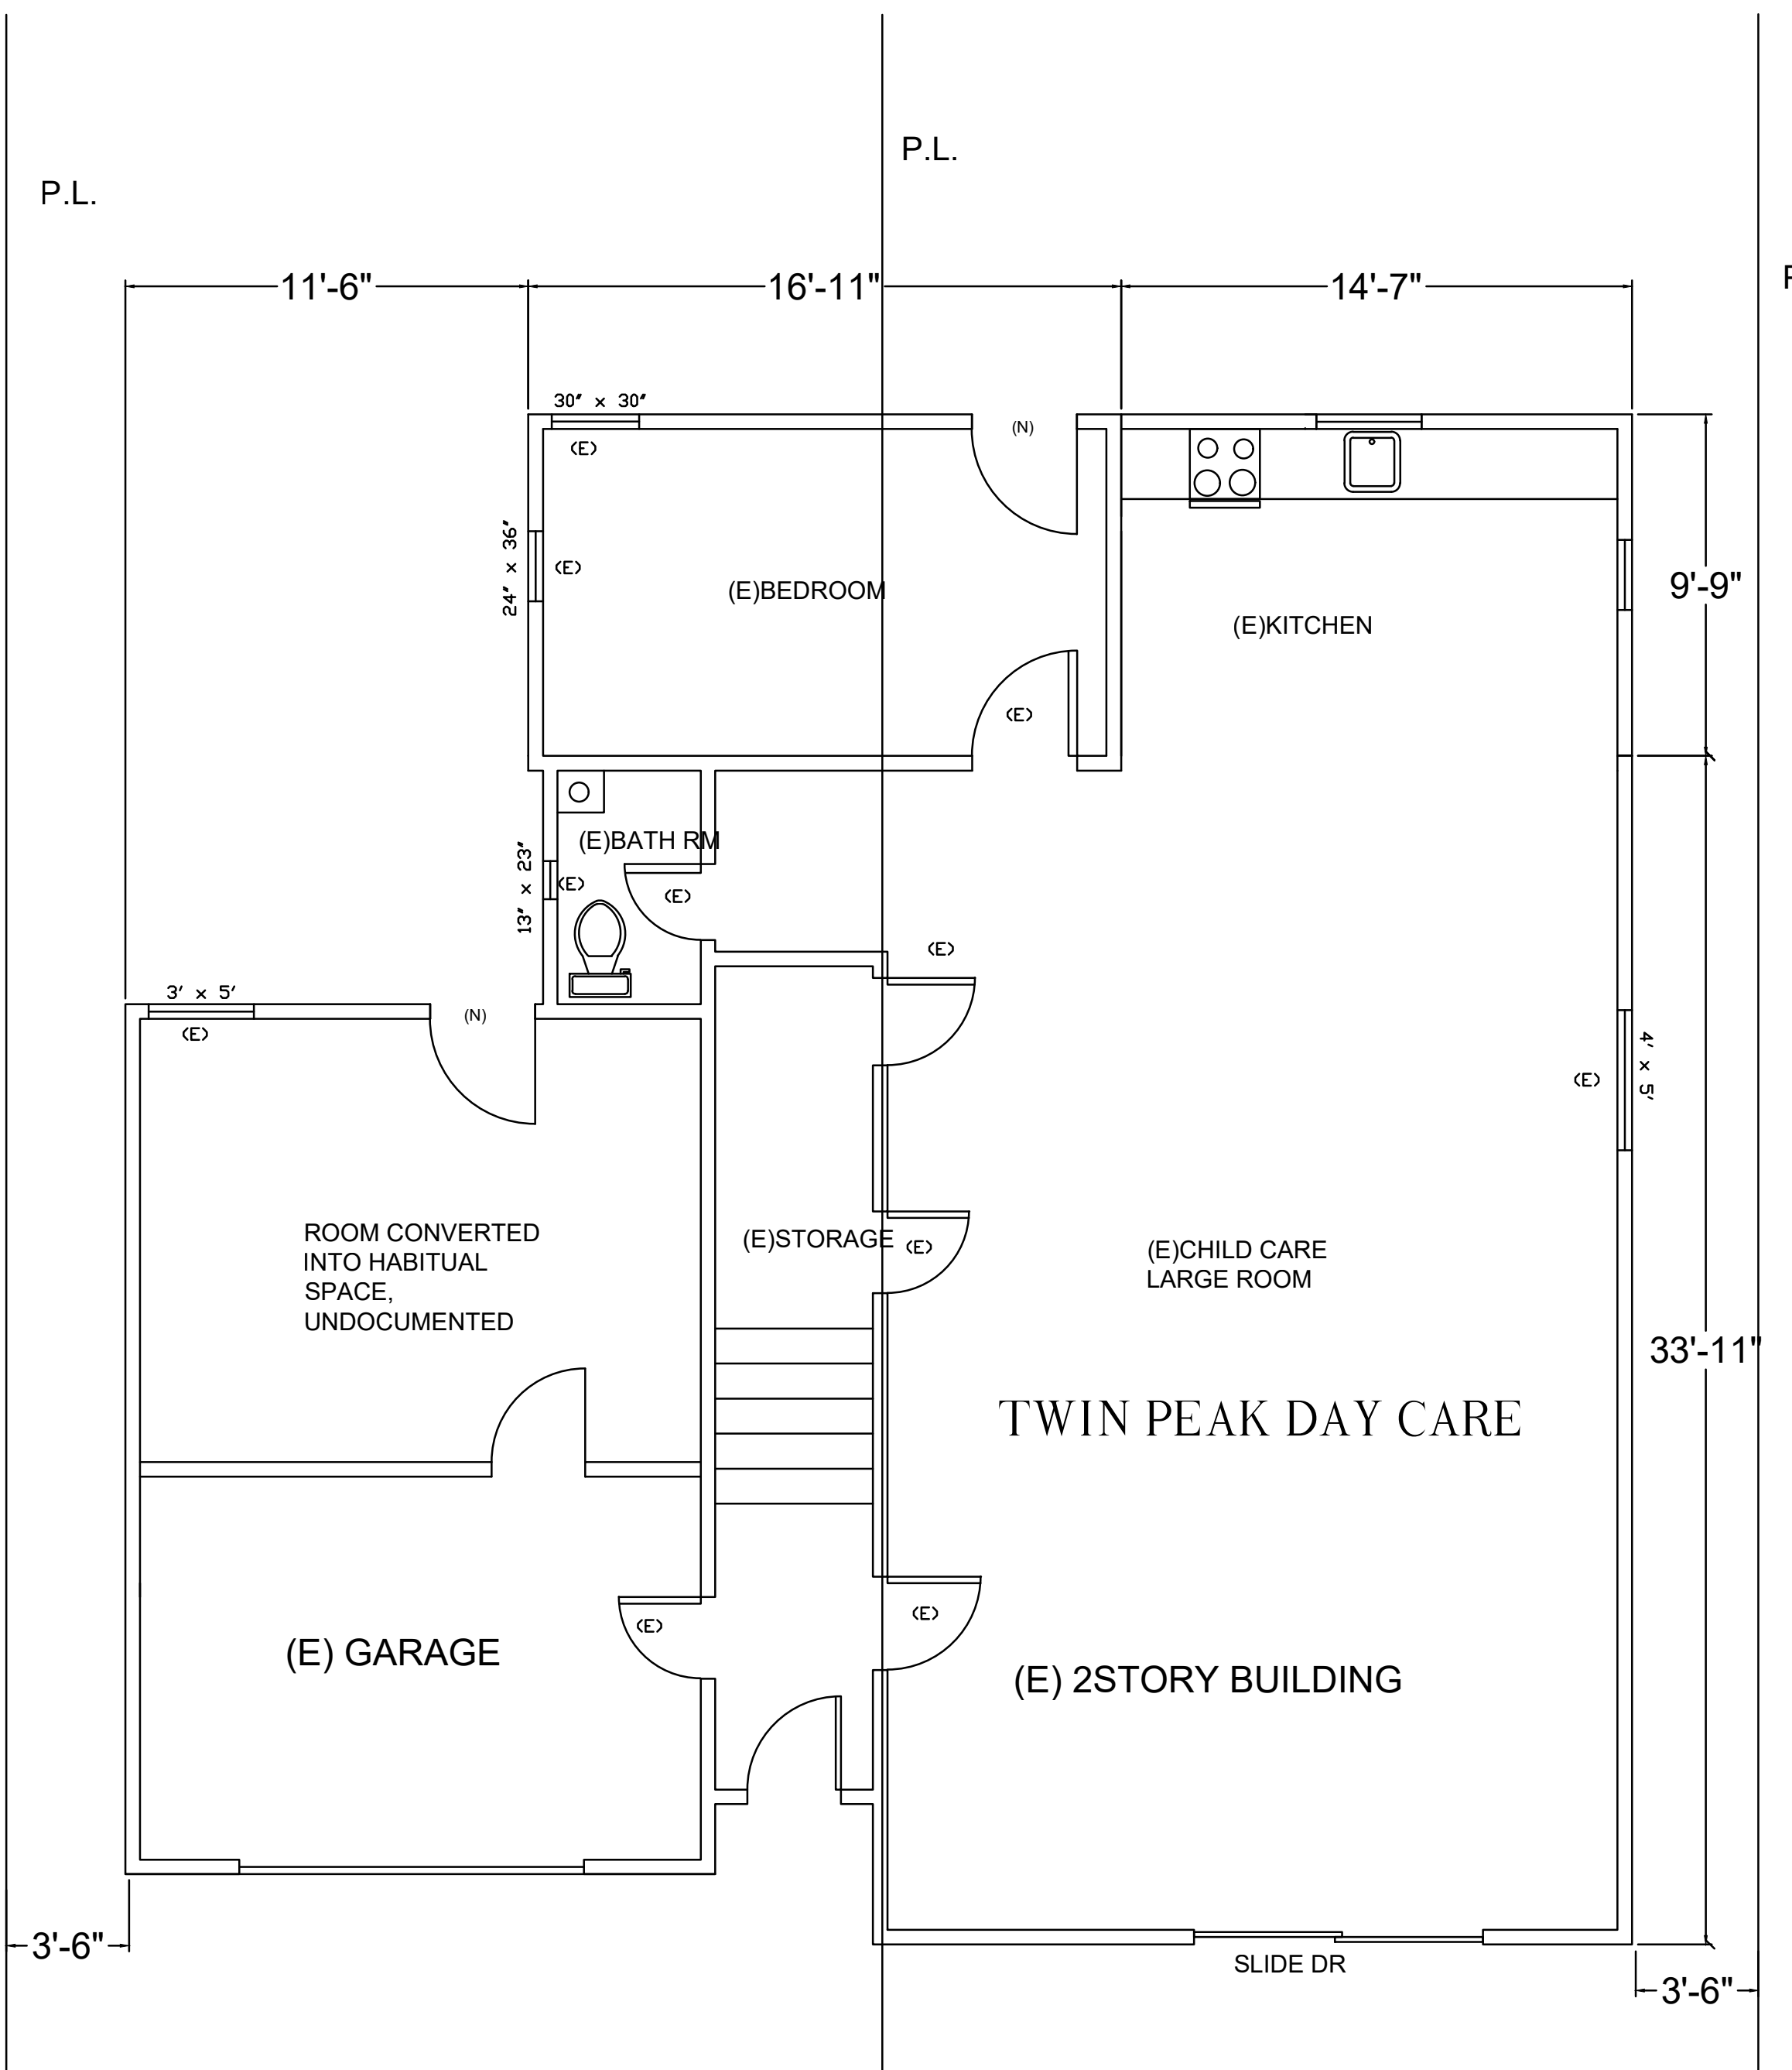 P.L.
P.L.
11'-6"
16'-11"
14'-7"
30" x 30"
(E)
(N)
24" x 36"
(E)
(E)BEDROOM
(E)KITCHEN
9'-9"
(E)
(E)BATH RM
13" x 23"
(E)
(E)
(E)
3' x 5'
(E)
(N)
4' x 5'
(E)
ROOM CONVERTED
INTO HABITUAL
SPACE,
UNDOCUMENTED
(E)STORAGE
(E)
(E)CHILD CARE
LARGE ROOM
33'-11"
TWIN PEAK DAY CARE
(E)
(E)
(E) GARAGE
(E) 2STORY BUILDING
3'-6"
SLIDE DR
3'-6"